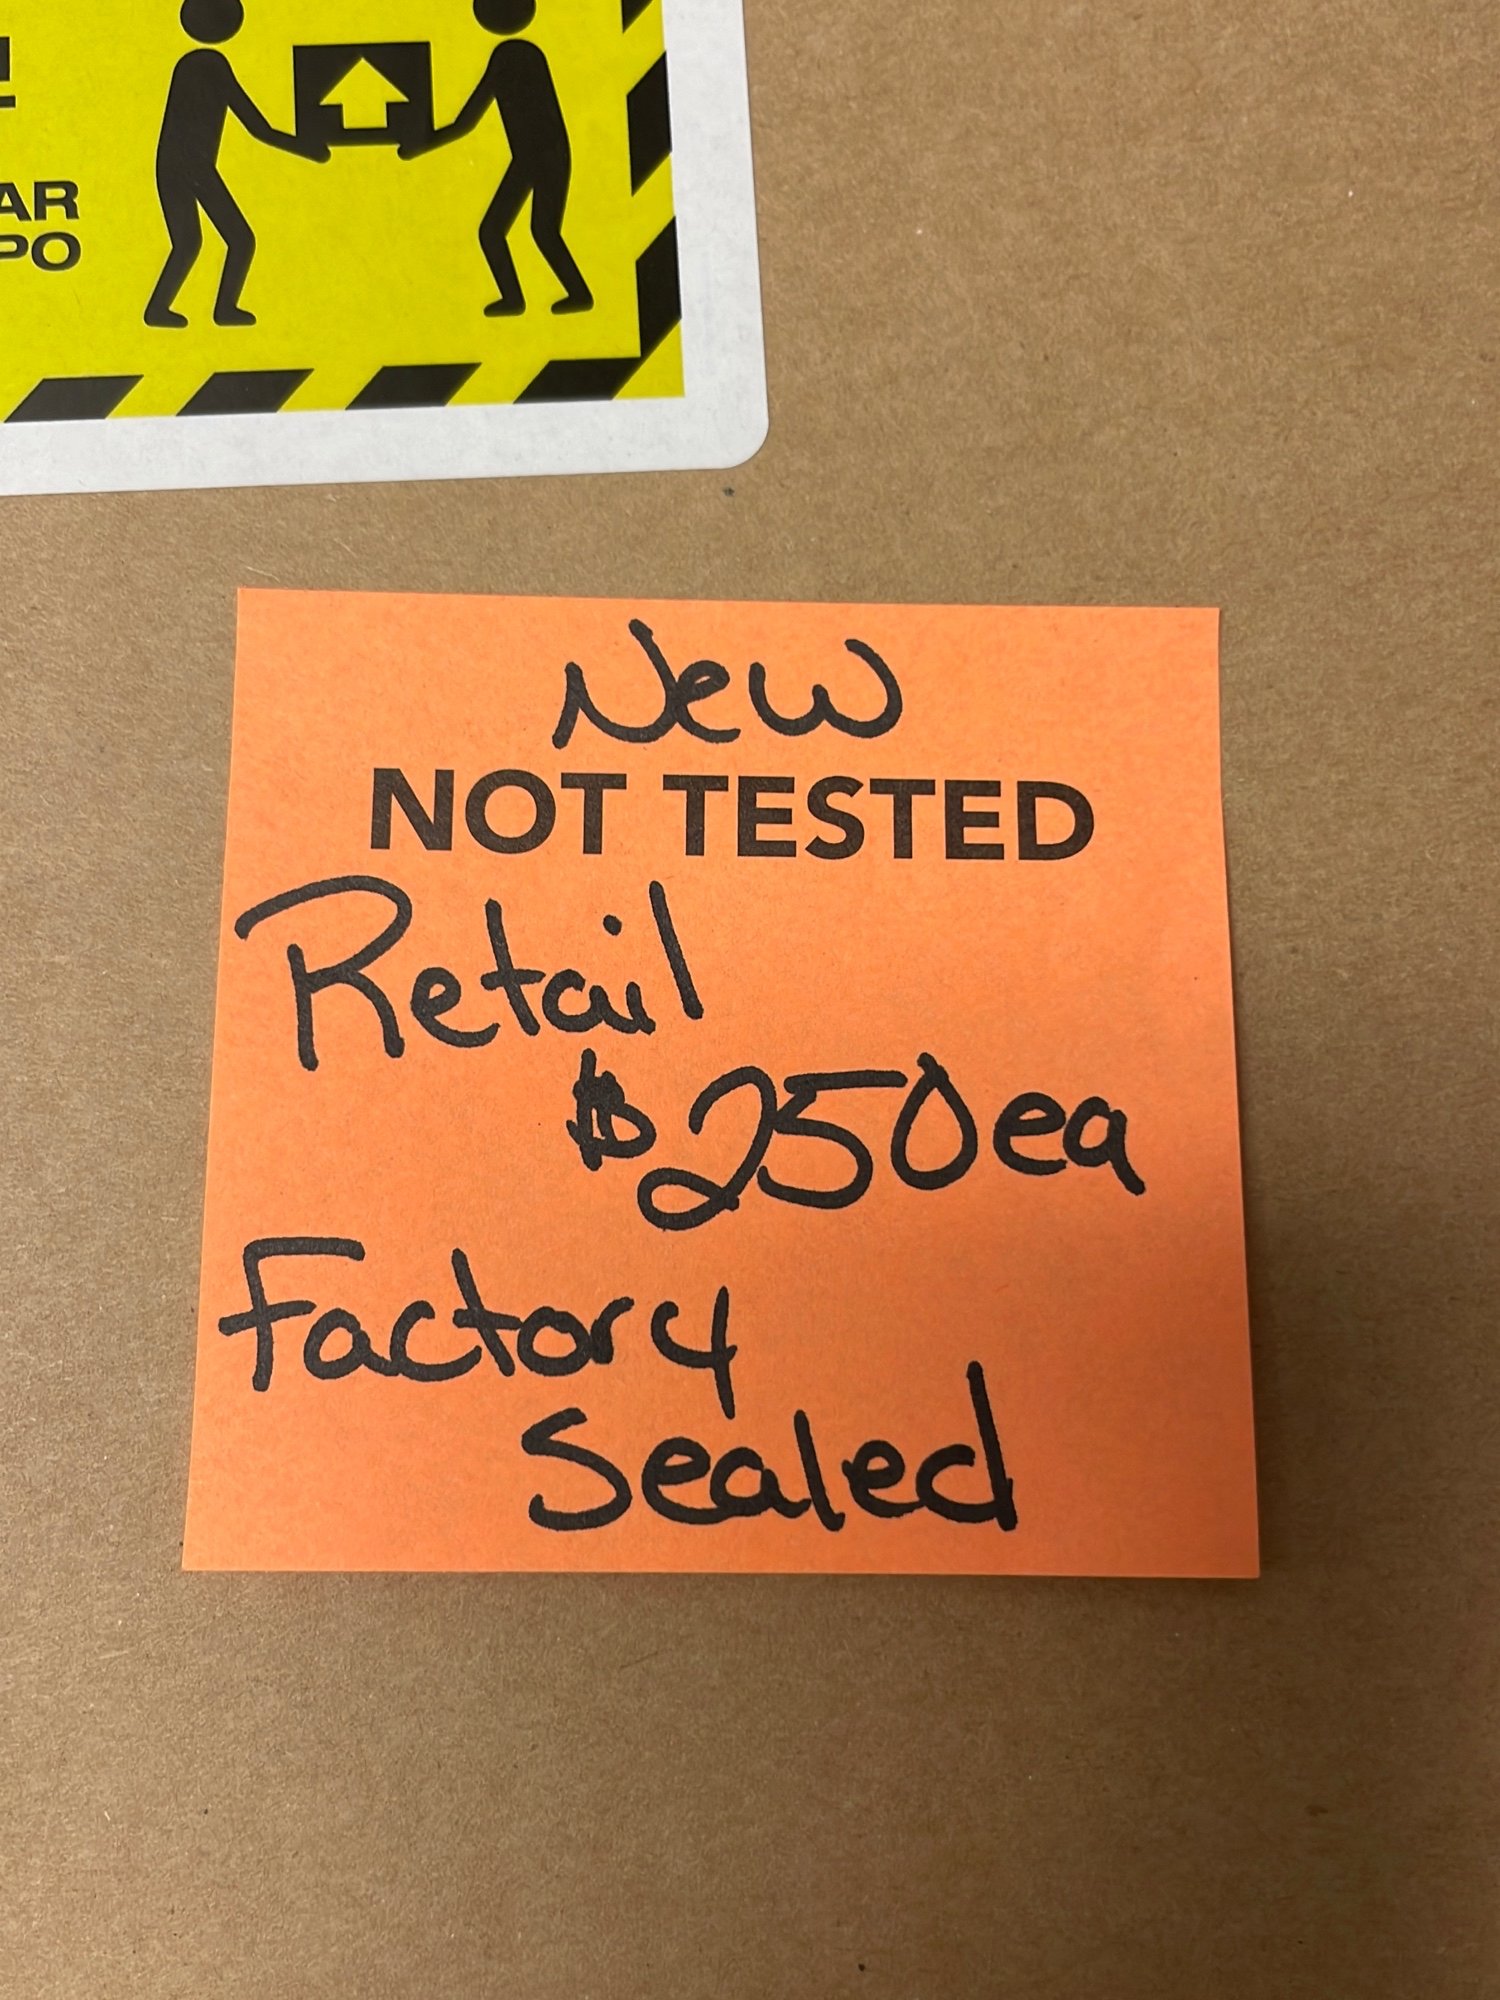 AR
PO
New
NOT TESTED
Retail
$250ea
Factory
Sealed